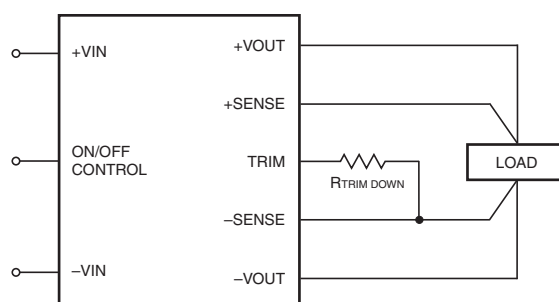 +VIN
ON/OFF
CONTROL
–VIN
+VOUT
+SENSE
TRIM
–SENSE
–VOUT
RTRIM DOWN
LOAD